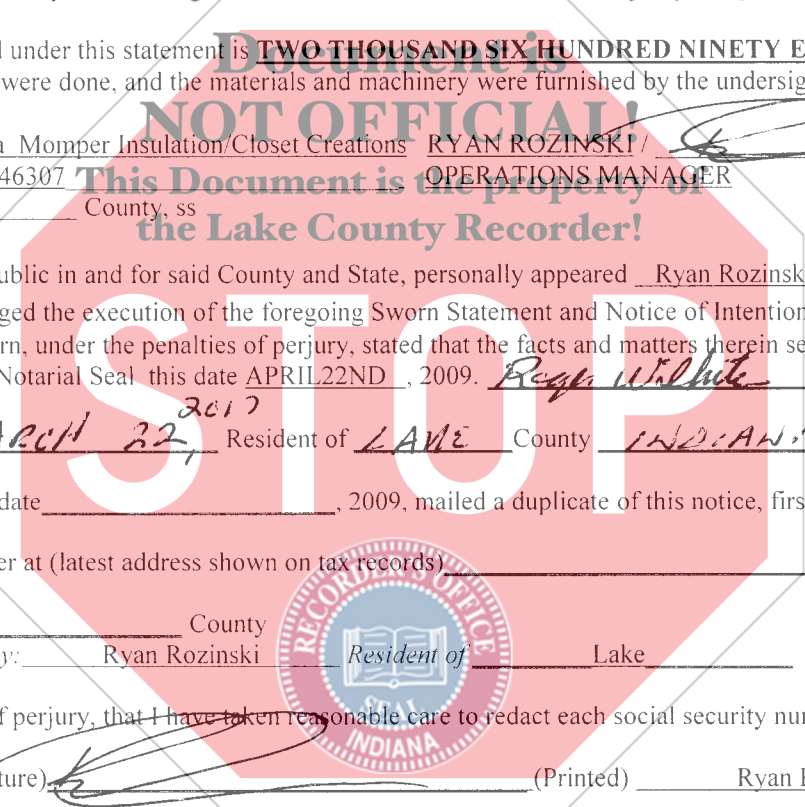 d under this statement is TWO THOUSAND SIX HUNDRED NINETY E
Document is
were done, and the materials and machinery were furnished by the undersig
NOT OFFICIAL!
a Momper Insulation/Closet Creations RYAN ROZINSKI /
46307 OPERATIONS MANAGER
This Document is the property of
County, ss
the Lake County Recorder!
ublic in and for said County and State, personally appeared Ryan Rozinsk
ged the execution of the foregoing Sworn Statement and Notice of Intention
rn, under the penalties of perjury, stated that the facts and matters therein se
Notarial Seal this date APRIL22ND , 2009. Roger Wilhite
ARCH 22, 2017 Resident of LAKE County INDIAN
STOP
date , 2009, mailed a duplicate of this notice, firs
er at (latest address shown on tax records)
County
y: Ryan Rozinski Resident of Lake
RECORDER'S OFFICE
SEAL
INDIANA
f perjury, that I have taken reasonable care to redact each social security nu
ture) (Printed) Ryan